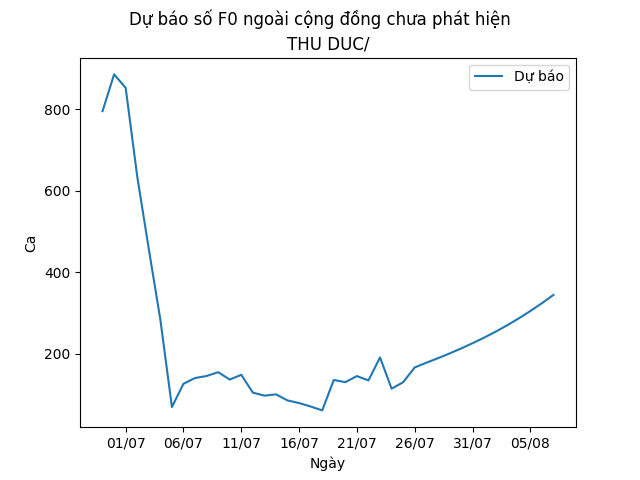 Dự báo số F0 ngoài cộng đồng chưa phát hiện
THU DUC/
Dự báo
Ca
800
600
400
200
01/07 06/07 11/07 16/07 21/07 26/07 31/07 05/08
Ngày